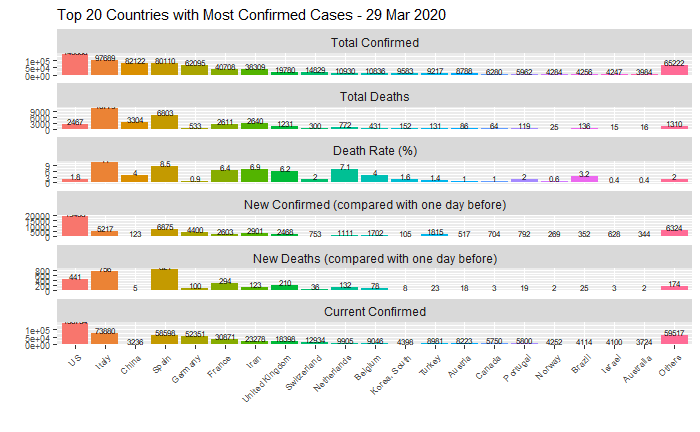 Top 20 Countries with Most Confirmed Cases - 29 Mar 2020
Total Confirmed
1e+05
5e+04
0e+00
97689 82122 80110 62095 40708 38309 19780 14829 10930 10836 9583 9217 8788 6280 5962 4284 4256 4247 3984 65222
Total Deaths
9000
6000
3000
0
2467 3304 6803 533 2611 2640 1231 300 772 431 152 131 86 64 119 25 136 15 16 1310
Death Rate (%)
9
6
3
0
1.8 4 8.5 0.9 6.4 6.9 6.2 2 7.1 4 1.6 1.4 1 1 2 0.6 3.2 0.4 0.4 2
New Confirmed (compared with one day before)
20000
15000
10000
5000
0
5217 123 6875 4400 2603 2901 2468 753 1111 1702 105 1815 517 704 792 269 352 628 344 6324
New Deaths (compared with one day before)
800
600
400
200
0
441 756 5 100 294 123 210 36 132 78 8 23 18 3 19 2 25 3 2 174
Current Confirmed
1e+05
5e+04
0e+00
73880 3236 58598 52351 30871 23278 18398 12934 9905 9046 4398 8981 8223 5750 5800 4252 4114 4100 3724 59517
US Italy China Spain Germany France Iran United Kingdom Switzerland Netherlands Belgium Korea, South Turkey Austria Canada Portugal Norway Brazil Israel Australia Others